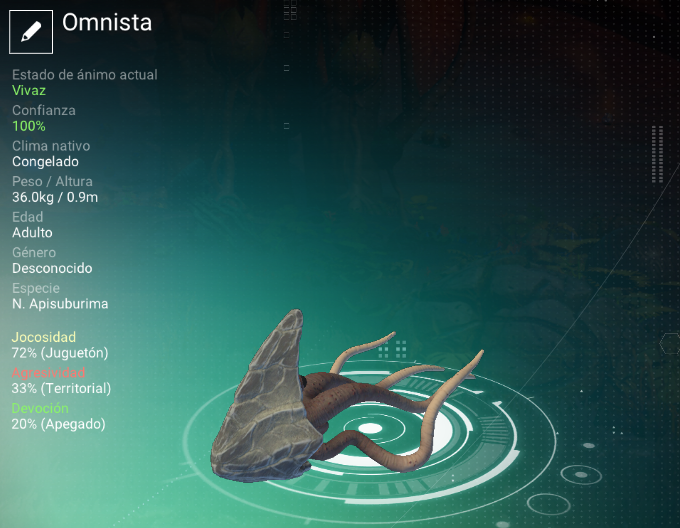 Omnista
Estado de ánimo actual
Vivaz
Confianza
100%
Clima nativo
Congelado
Peso / Altura
36.0kg / 0.9m
Edad
Adulto
Género
Desconocido
Especie
N. Apisuburima
Jocosidad
72% (Juguetón)
Agresividad
33% (Territorial)
Devoción
20% (Apegado)